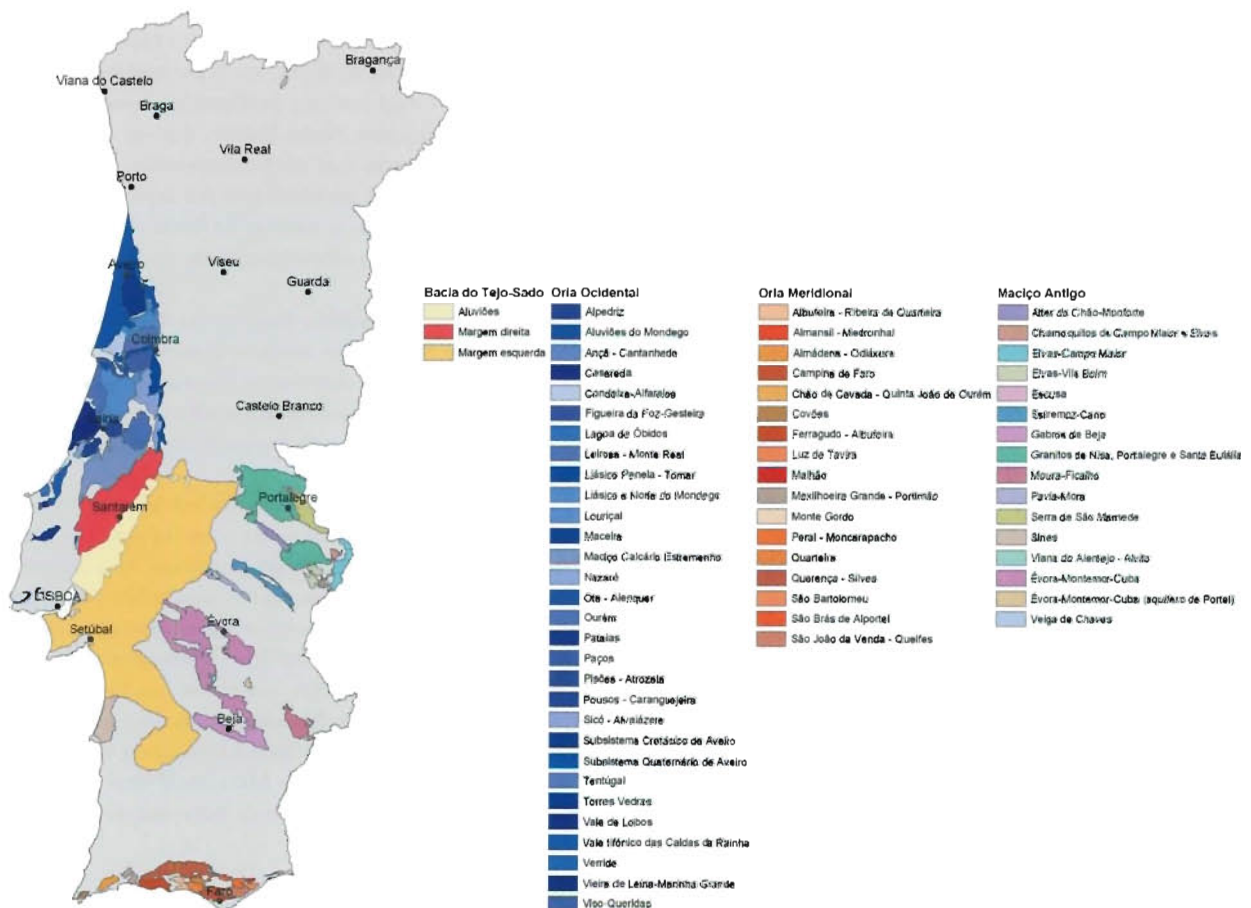 Bragança
Viana do Castelo
Braga
Vila Real
Porto
Aveiro
Viseu
Guarda
Coimbra
Leiria
Castelo Branco
Santarém
Portalegre
LISBOA
Setúbal
Évora
Beja
Faro
Bacia do Tejo-Sado
Aluviões
Margem direita
Margem esquerda
Orla Ocidental
Alpedriz
Aluviões do Mondego
Ançã - Cantanhede
Cesareda
Condeixa-Alfarelos
Figueira da Foz-Gesteira
Lagoa de Óbidos
Leirosa - Monte Real
Liásico Penela - Tomar
Liásico a Norte do Mondego
Louriçal
Maceira
Maciço Calcário Estremenho
Nazaré
Ota - Alenquer
Ourém
Pataias
Paços
Pisões - Atrozela
Pousos - Caranguejeira
Sicó - Alvaiázere
Subsistema Cretácico de Aveiro
Subsistema Quaternário de Aveiro
Tentúgal
Torres Vedras
Vale de Lobos
Vale tifónico das Caldas da Rainha
Verride
Vieira de Leiria-Marinha Grande
Viso-Queridas
Orla Meridional
Albufeira - Ribeira de Quarteira
Almansil - Medronhal
Almádena - Odiáxere
Campina de Faro
Chão de Cevada - Quinta João de Ourém
Covões
Ferragudo - Albufeira
Luz de Tavira
Malhão
Mexilhoeira Grande - Portimão
Monte Gordo
Peral - Moncarapacho
Quarteira
Querença - Silves
São Bartolomeu
São Brás de Alportel
São João da Venda - Quelfes
Maciço Antigo
Alter do Chão-Monforte
Charnoquitos de Campo Maior e Elvas
Elvas-Campo Maior
Elvas-Vila Boim
Escusa
Estremoz-Cano
Gabros de Beja
Granitos de Nisa, Portalegre e Santa Eulália
Moura-Ficalho
Pavia-Mora
Serra de São Mamede
Sines
Viana do Alentejo - Alvito
Évora-Montemor-Cuba
Évora-Montemor-Cuba (aquífero de Portel)
Veiga de Chaves